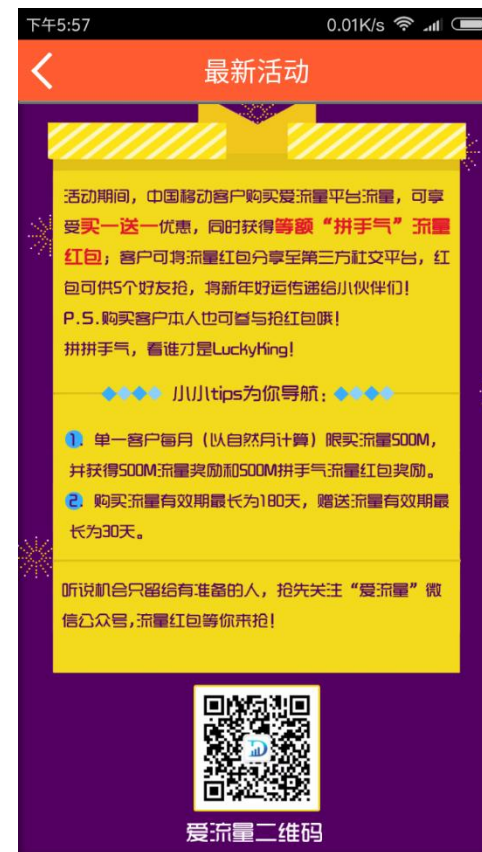 下午5:57
0.01K/s
最新活动
活动期间，中国移动客户购买爱流量平台流量，可享
受买一送一优惠，同时获得等额“拼手气”流量
红包；客户可将流量红包分享至第三方社交平台，红
包可供5个好友抢，将新年好运传递给小伙伴们！
P.S.购买客户本人也可参与抢红包哦！
拼拼手气，看谁才是LuckyKing！
小小tips为你导航：
1. 单一客户每月（以自然月计算）限买流量500M，
并获得500M流量奖励和500M拼手气流量红包奖励。
2. 购买流量有效期最长为180天，赠送流量有效期最
长为30天。
听说机会只留给有准备的人，抢先关注“爱流量”微
信公众号，流量红包等你来抢！
爱流量二维码